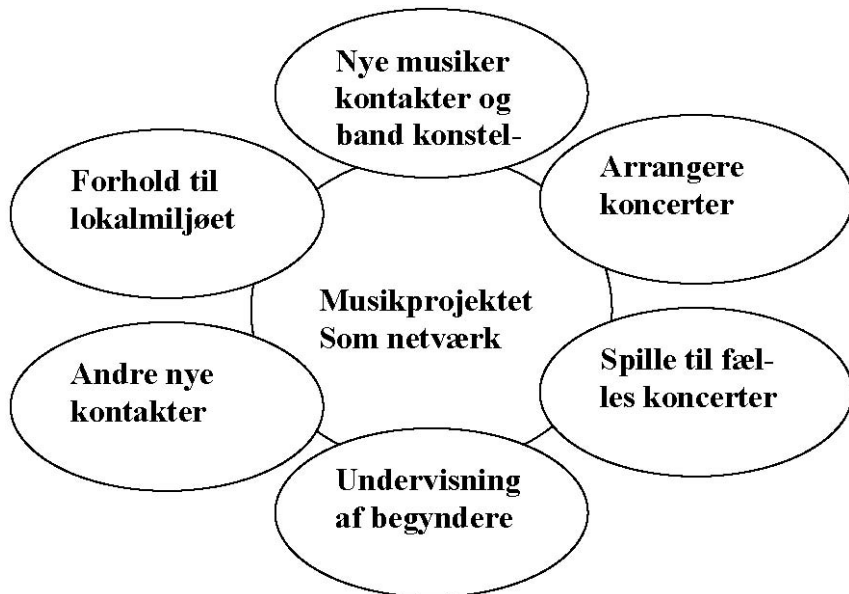 Nye musiker
kontakter og
band konstel-
Arrangere
koncerter
Forhold til
lokalmiljøet
Musikprojektet
Som netværk
Spille til fæl-
les koncerter
Andre nye
kontakter
Undervisning
af begyndere